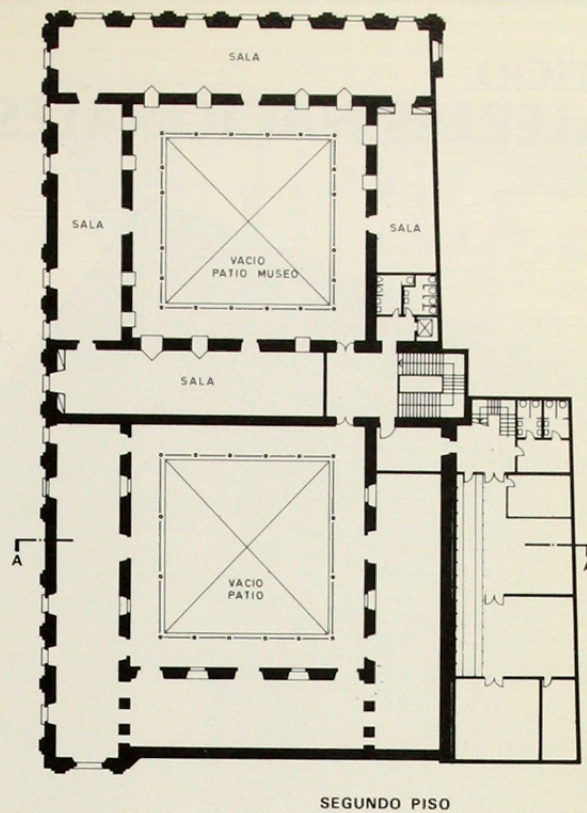 SALA
SALA
VACIO
PATIO MUSEO
SALA
SALA
A
VACIO
PATIO
SEGUNDO PISO